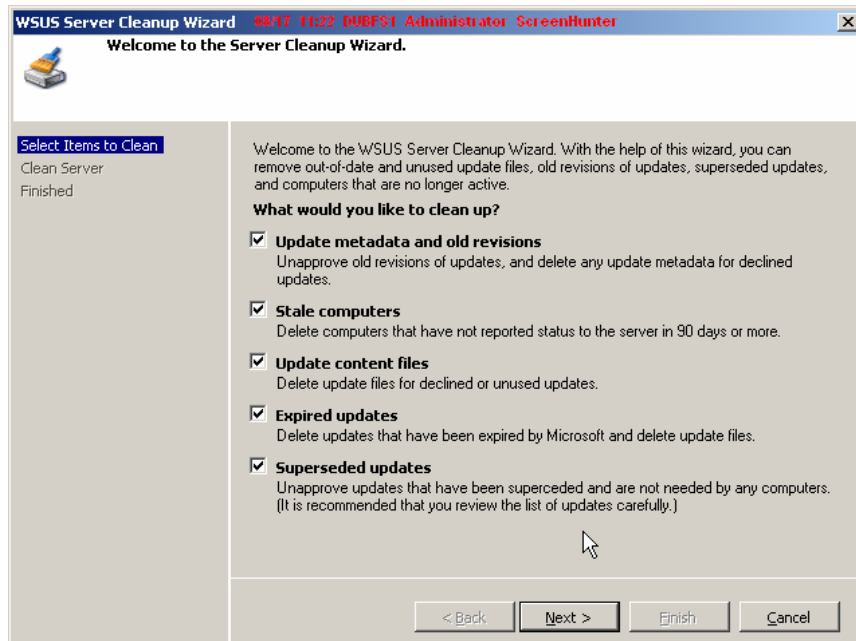 WSUS Server Cleanup Wizard 08/17 11:22 DUBFS1 Administrator ScreenHunter
Welcome to the Server Cleanup Wizard.
Select Items to Clean
Clean Server
Finished
Welcome to the WSUS Server Cleanup Wizard. With the help of this wizard, you can
remove out-of-date and unused update files, old revisions of updates, superseded updates,
and computers that are no longer active.
What would you like to clean up?
Update metadata and old revisions
Unapprove old revisions of updates, and delete any update metadata for declined
updates.
Stale computers
Delete computers that have not reported status to the server in 90 days or more.
Update content files
Delete update files for declined or unused updates.
Expired updates
Delete updates that have been expired by Microsoft and delete update files.
Superseded updates
Unapprove updates that have been superceded and are not needed by any computers.
(It is recommended that you review the list of updates carefully.)
< Back
Next >
Finish
Cancel